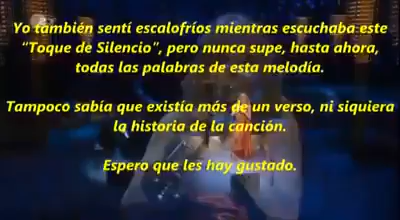 Yo también sentí escalofríos mientras escuchaba este
"Toque de Silencio", pero nunca supe, hasta ahora,
todas las palabras de esta melodía.
Tampoco sabía que existía más de un verso, ni siquiera
la historia de la canción.
Espero que les hay gustado.